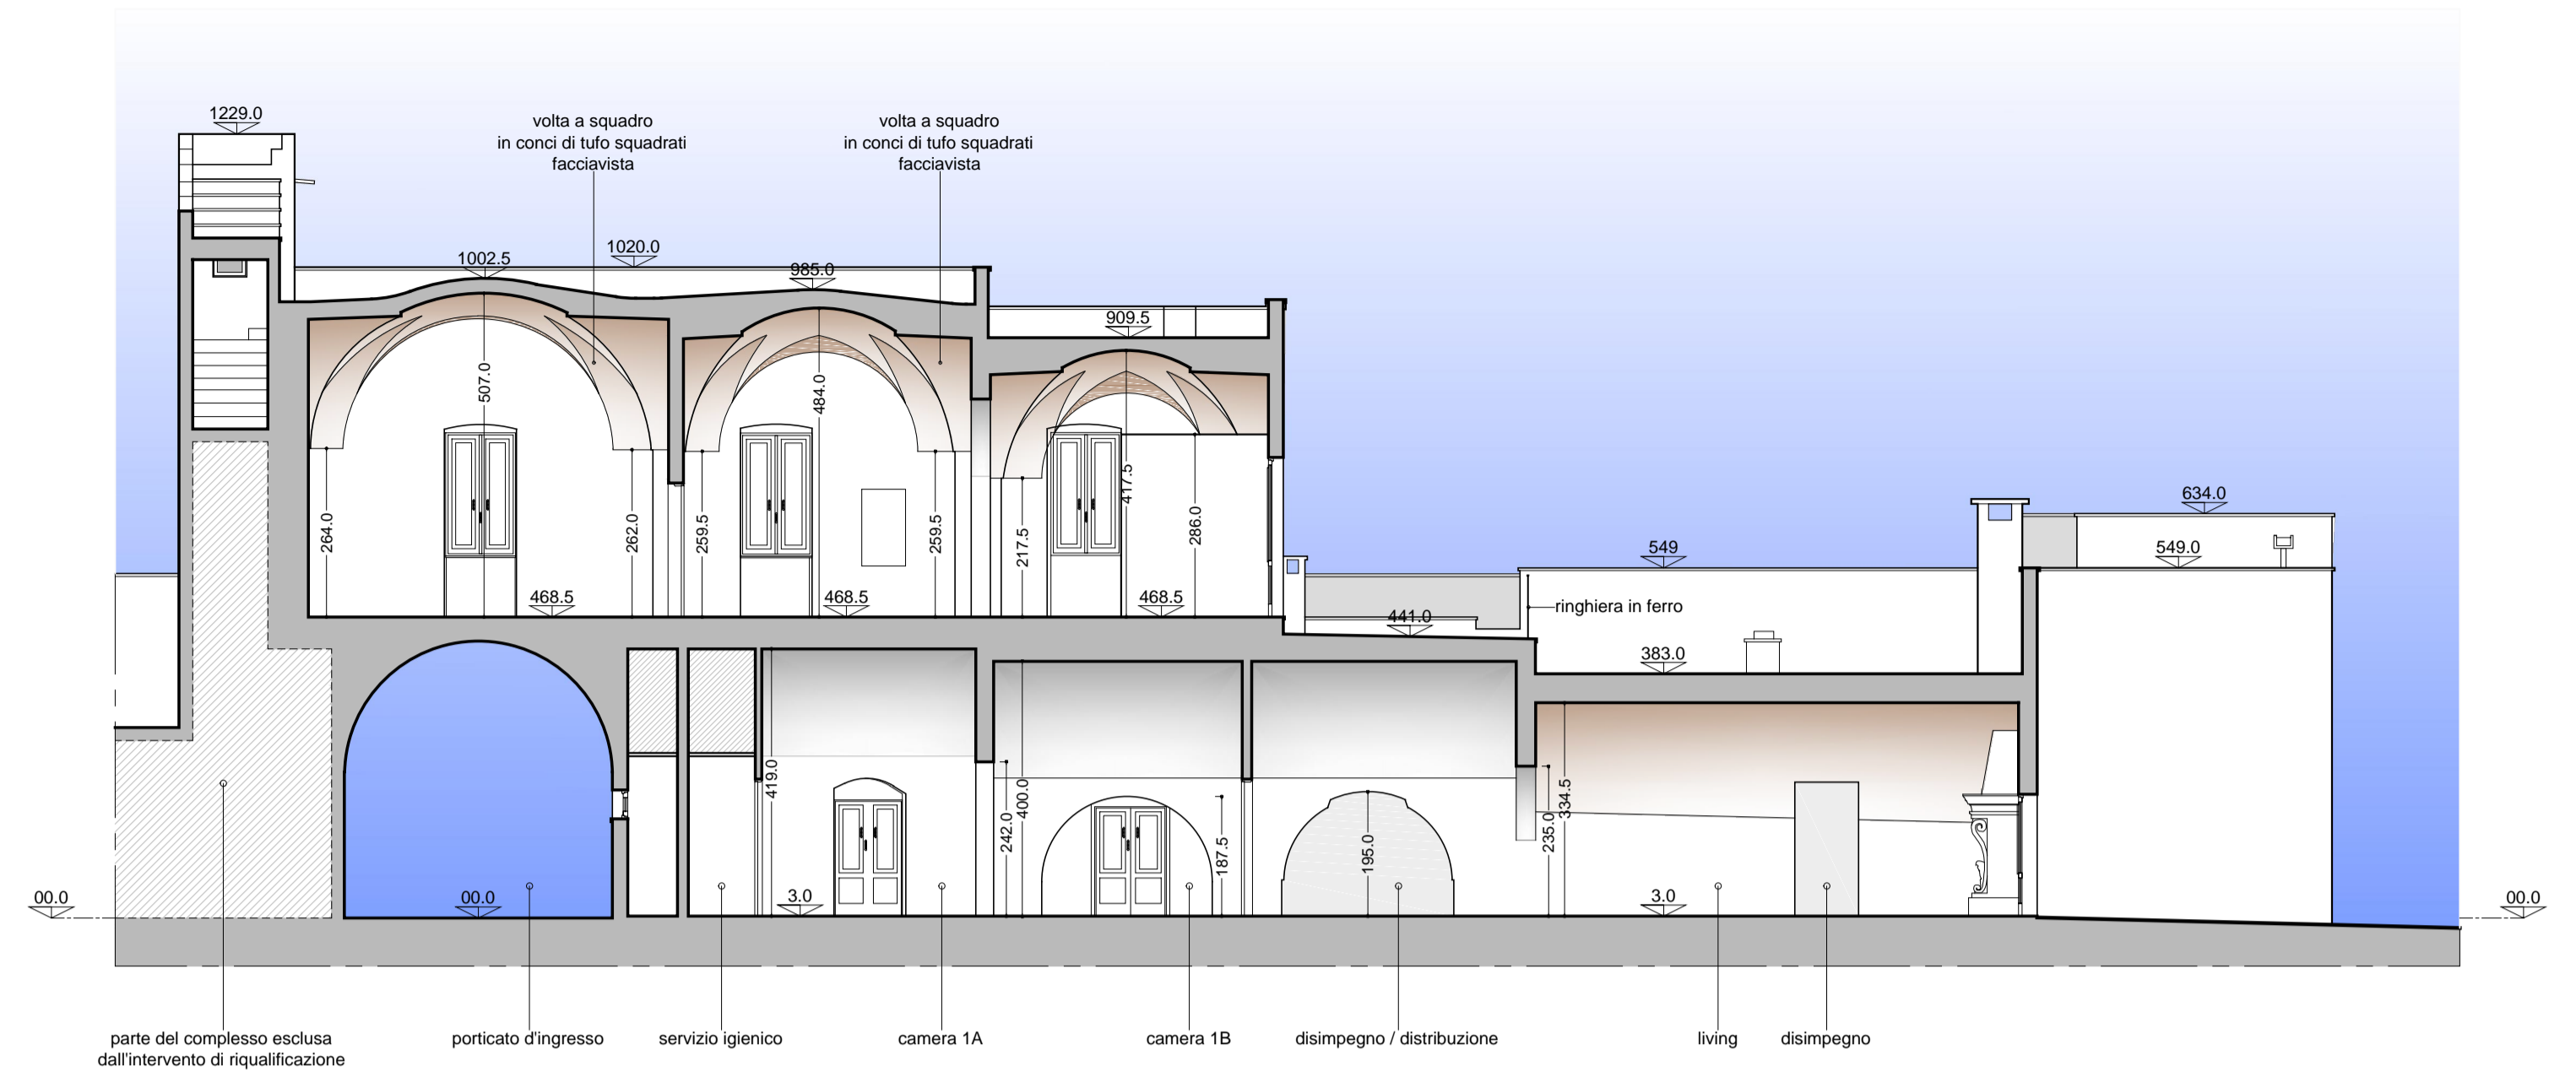 1229.0
volta a squadro
in conci di tufo squadrati
facciavista
volta a squadro
in conci di tufo squadrati
facciavista
1002.5
1020.0
985.0
909.5
507.0
484.0
417.5
264.0
262.0
259.5
259.5
217.5
286.0
468.5
468.5
468.5
634.0
549
549.0
ringhiera in ferro
441.0
383.0
419.0
242.0
400.0
187.5
195.0
235.0
334.5
00.0
00.0
3.0
3.0
00.0
parte del complesso esclusa
dall'intervento di riqualificazione
porticato d'ingresso
servizio igienico
camera 1A
camera 1B
disimpegno / distribuzione
living
disimpegno